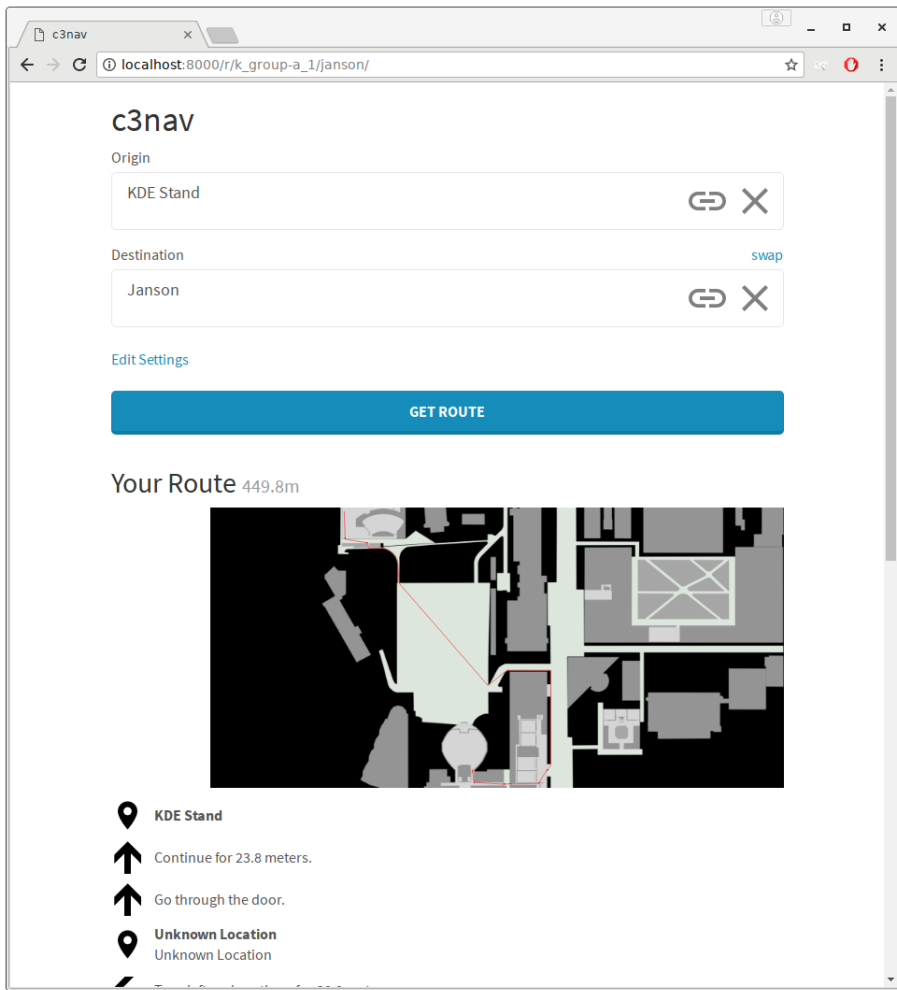 c3nav
localhost:8000/r/k_group-a_1/janson/
c3nav
Origin
KDE Stand
Destination swap
Janson
Edit Settings
GET ROUTE
Your Route 449.8m
KDE Stand
Continue for 23.8 meters.
Go through the door.
Unknown Location
Unknown Location